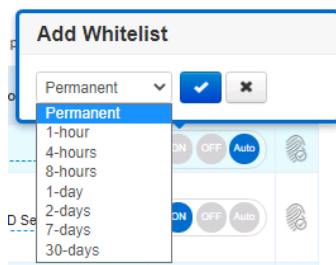 Add Whitelist
Permanent
Permanent
1-hour
4-hours
8-hours
1-day
2-days
7-days
30-days
ON OFF Auto
D Se
ON OFF Auto